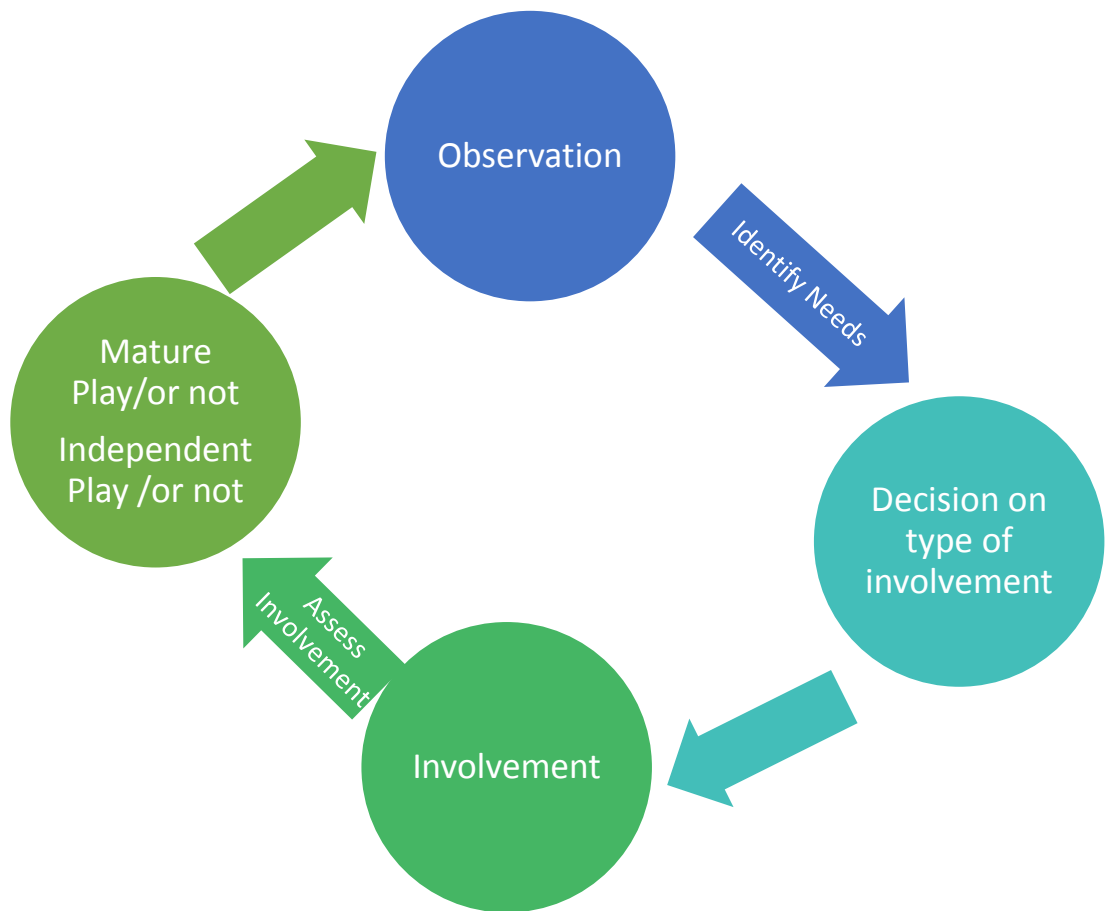 Observation
Identify Needs
Decision on
type of
involvement
Involvement
Assess
Involvement
Mature
Play/or not
Independent
Play /or not